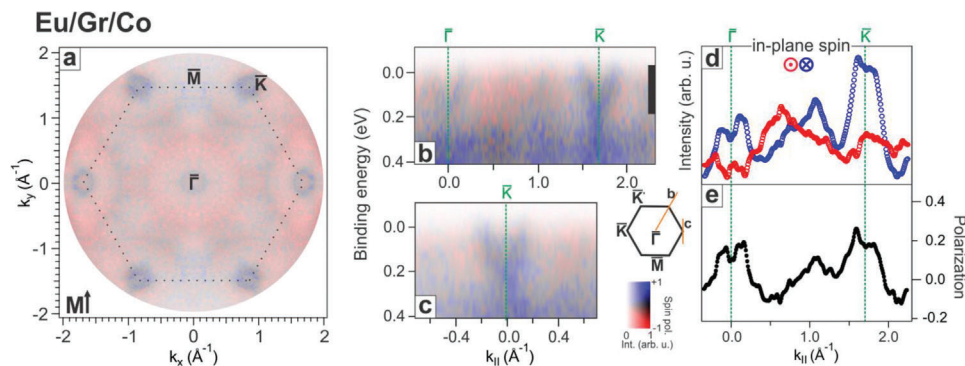 Eu/Gr/Co
a
M̅
K̅
Γ̅
M↑
2
1
0
-1
-2
k_y (Å⁻¹)
-2 -1 0 1 2
k_x (Å⁻¹)
Γ̅ K̅
0.0
0.2
0.4
b
0.0 1.0 2.0
Binding energy (eV)
K̅
0.0
0.2
0.4
c
-0.4 0.0 0.4
k_II (Å⁻¹)
b
K̅'
K̅
Γ̅
c
M̅
+1
-1
Spin pol.
0 1
Int. (arb. u.)
Γ̅ K̅
d
in-plane spin
Intensity (arb. u.)
e
0.4
0.2
0.0
-0.2
Polarization
0.0 1.0 2.0
k_II (Å⁻¹)